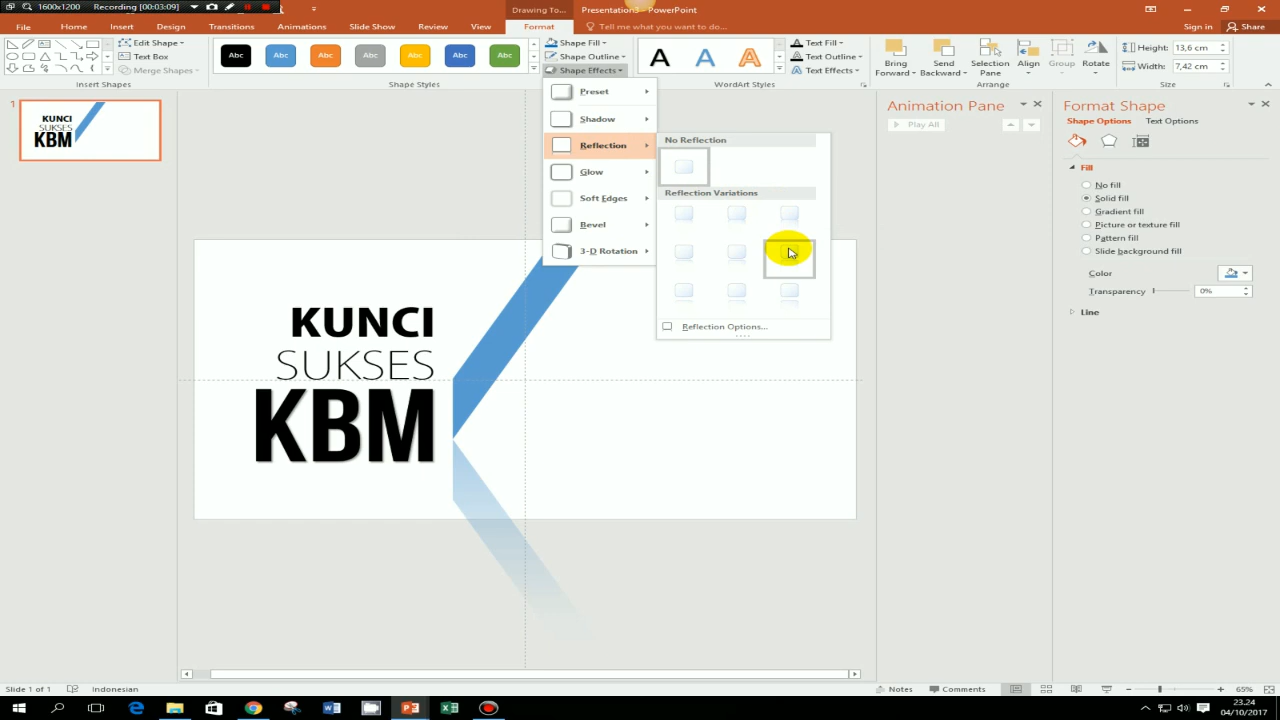 1600x1200
Recording (00:03:09)
Drawing To...
Presentation3 - PowerPoint
File
Home
Insert
Design
Transitions
Animations
Slide Show
Review
View
Format
Tell me what you want to do...
Sign in
Share
Edit Shape
Text Box
Merge Shapes
Insert Shapes
Abc
Abc
Abc
Abc
Abc
Abc
Abc
Shape Styles
Shape Fill
Shape Outline
Shape Effects
A
A
A
WordArt Styles
Text Fill
Text Outline
Text Effects
Bring Forward
Send Backward
Selection Pane
Align
Group
Rotate
Arrange
Height: 13,6 cm
Width: 7,42 cm
Size
1
KUNCI
SUKSES
KBM
Preset
Shadow
Reflection
Glow
Soft Edges
Bevel
3-D Rotation
No Reflection
Reflection Variations
Reflection Options...
KUNCI
SUKSES
KBM
Animation Pane
Play All
Format Shape
Shape Options
Text Options
Fill
No fill
Solid fill
Gradient fill
Picture or texture fill
Pattern fill
Slide background fill
Color
Transparency
0%
Line
Slide 1 of 1
Indonesian
Notes
Comments
65%
23.24
04/10/2017